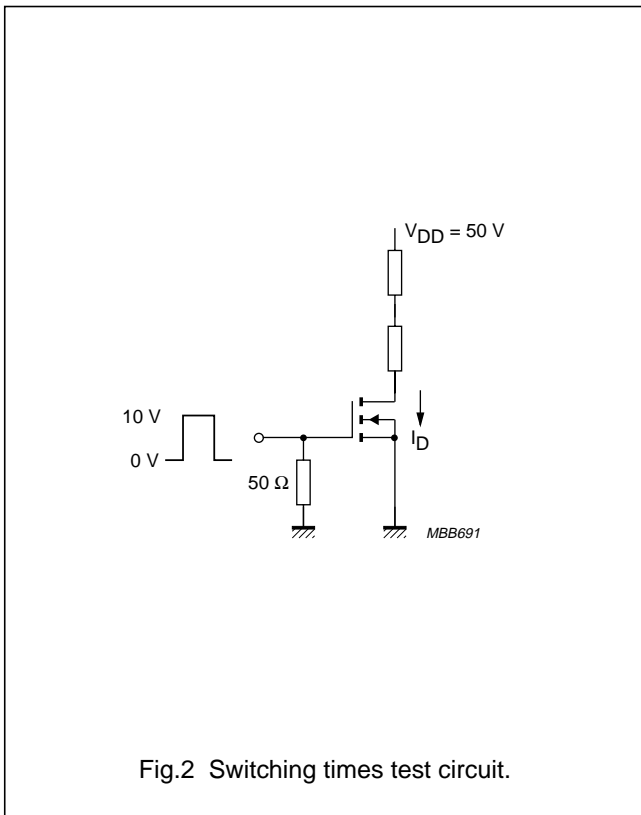 V_DD = 50 V
10 V
0 V
50 Ω
I_D
MBB691
Fig.2 Switching times test circuit.